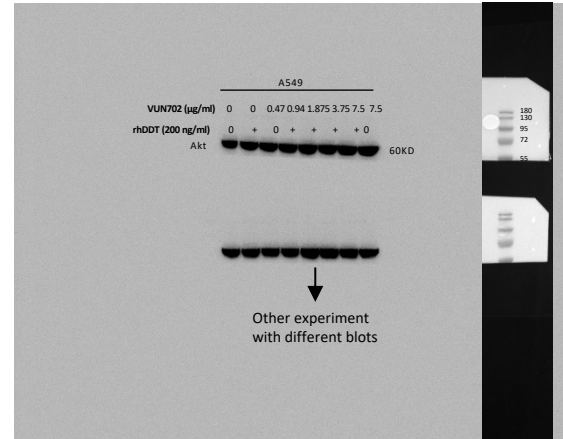 A549
VUN702 (µg/ml) 0 0 0.47 0.94 1.875 3.75 7.5 7.5
rhDDT (200 ng/ml) 0 + 0 + + + + 0
Akt
60KD
180
130
95
72
55
Other experiment
with different blots